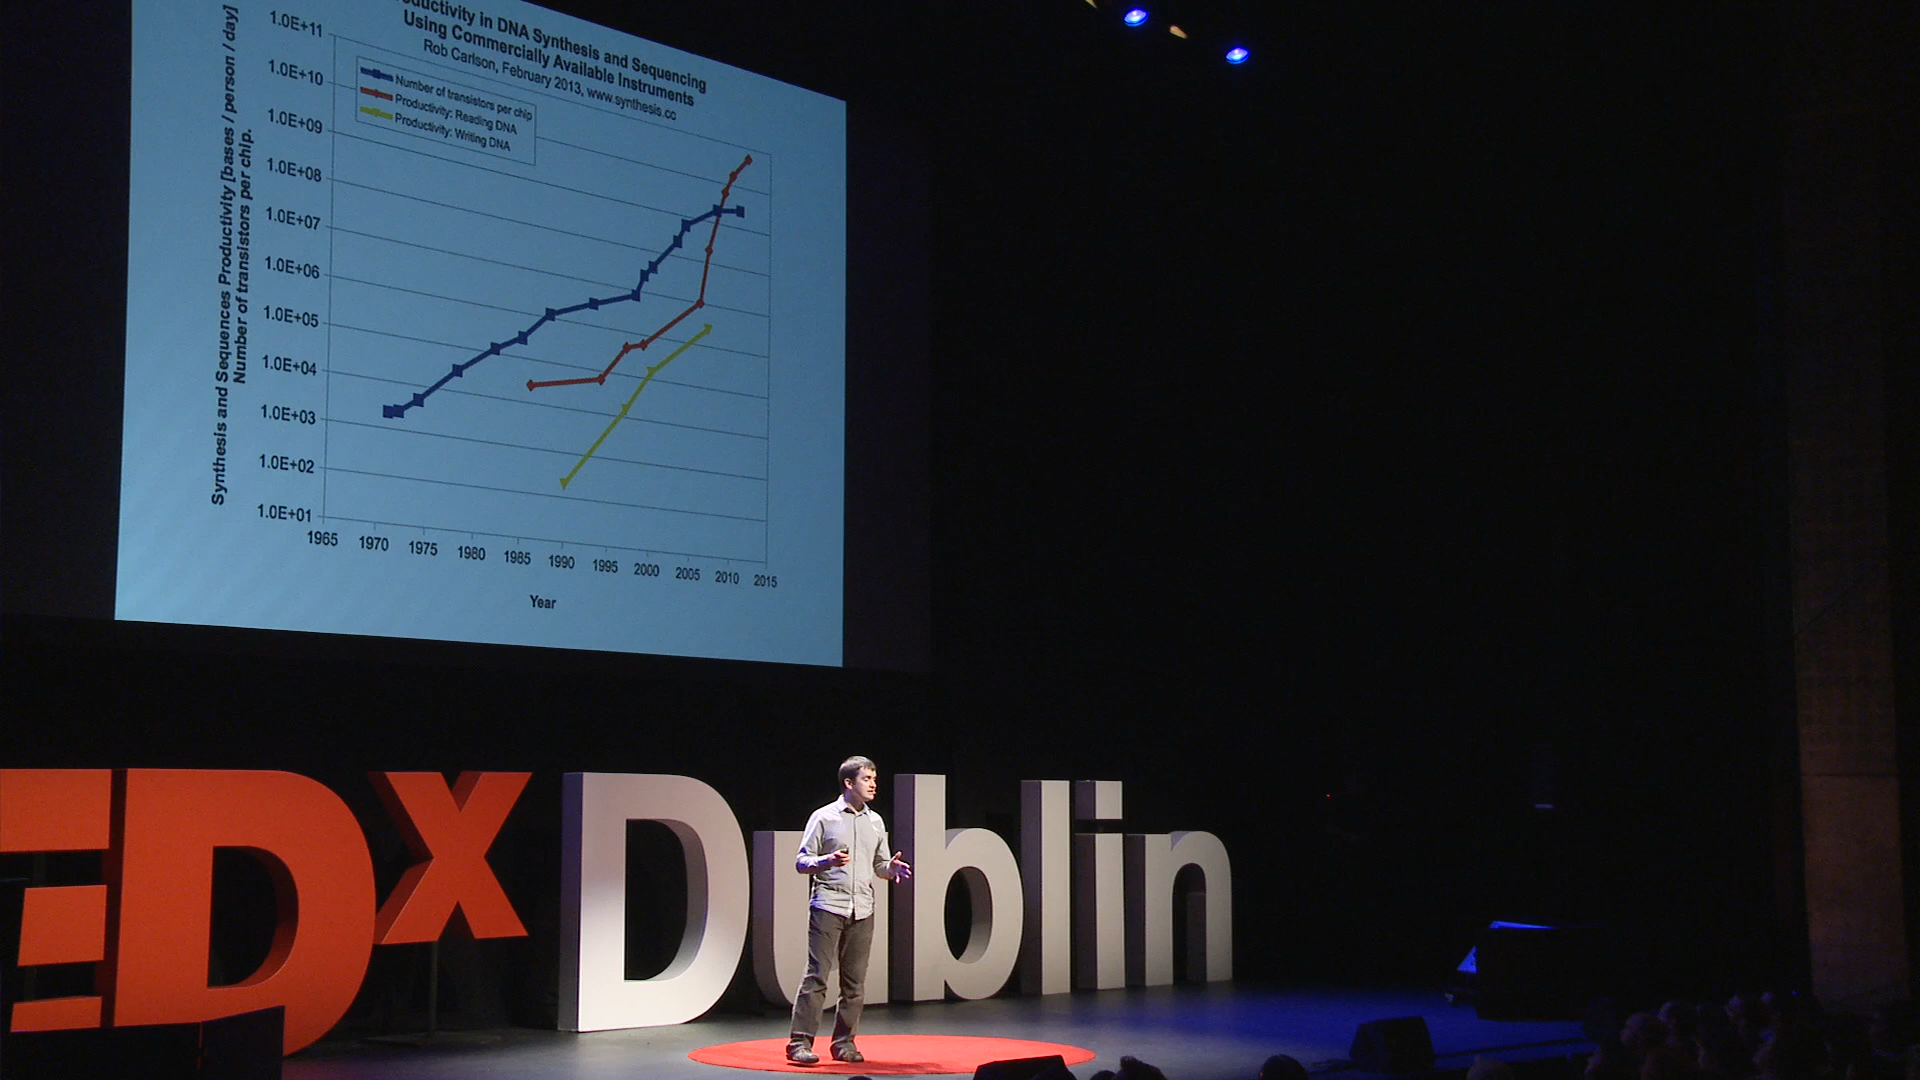 ductivity in DNA Synthesis and Sequencing
Using Commercially Available Instruments
Rob Carlson, February 2013, www.synthesis.cc
Number of transistors per chip
Productivity: Reading DNA
Productivity: Writing DNA
Synthesis and Sequences Productivity [bases / person / day]
Number of transistors per chip.
1.0E+11
1.0E+10
1.0E+09
1.0E+08
1.0E+07
1.0E+06
1.0E+05
1.0E+04
1.0E+03
1.0E+02
1.0E+01
1965 1970 1975 1980 1985 1990 1995 2000 2005 2010 2015
Year
EDx Dublin